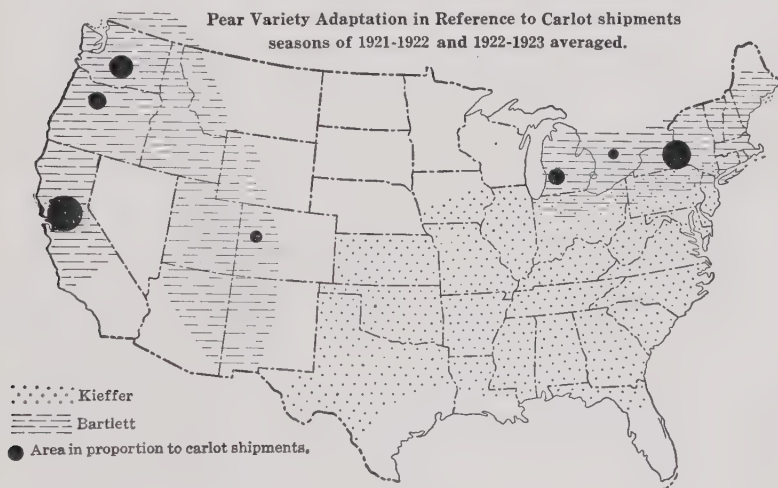 Pear Variety Adaptation in Reference to Carlot shipments
seasons of 1921-1922 and 1922-1923 averaged.
Kieffer
Bartlett
Area in proportion to carlot shipments.